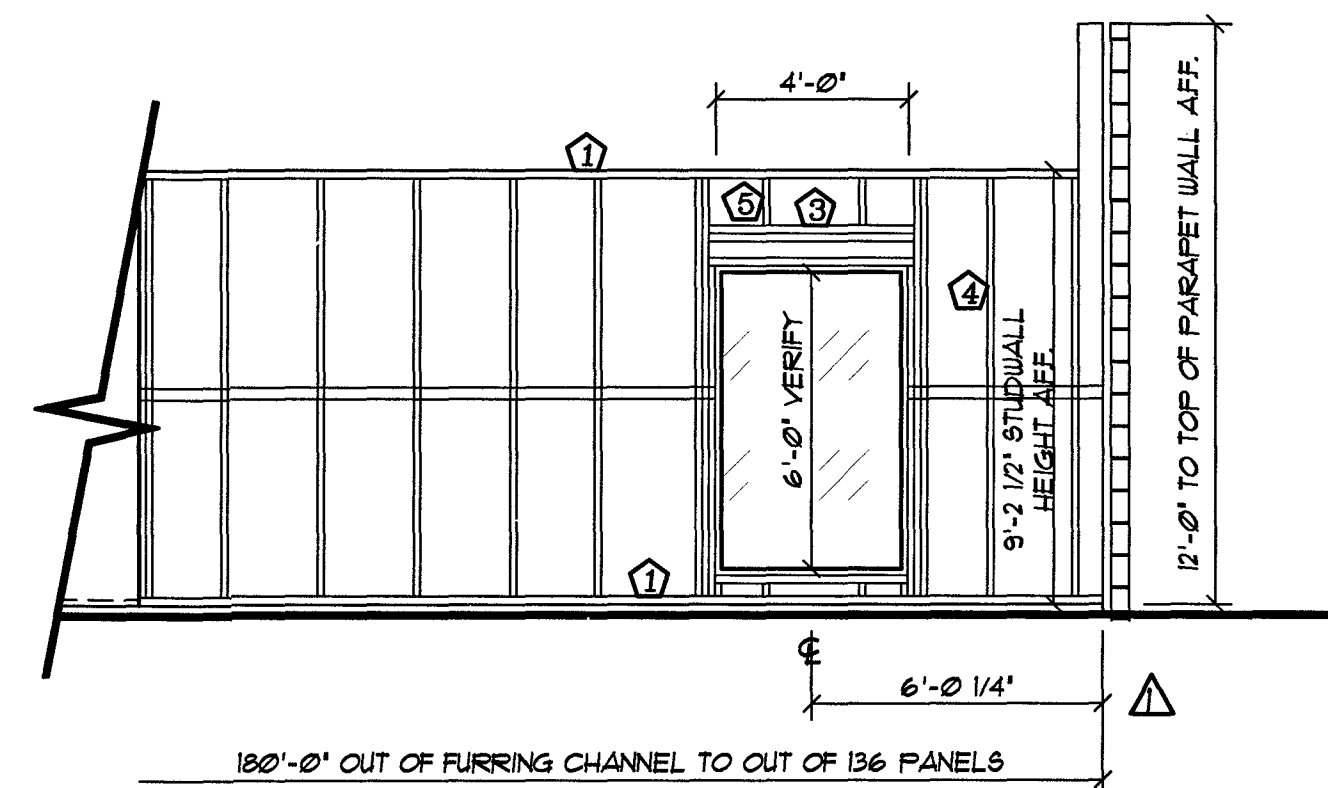 4'-0"
1
5
3
4
6'-0" VERIFY
9'-2 1/2" STUDWALL
HEIGHT A.F.F.
12'-0" TO TOP OF PARAPET WALL A.F.F.
1
℄
6'-0 1/4"
1
180'-0" OUT OF FURRING CHANNEL TO OUT OF 136 PANELS